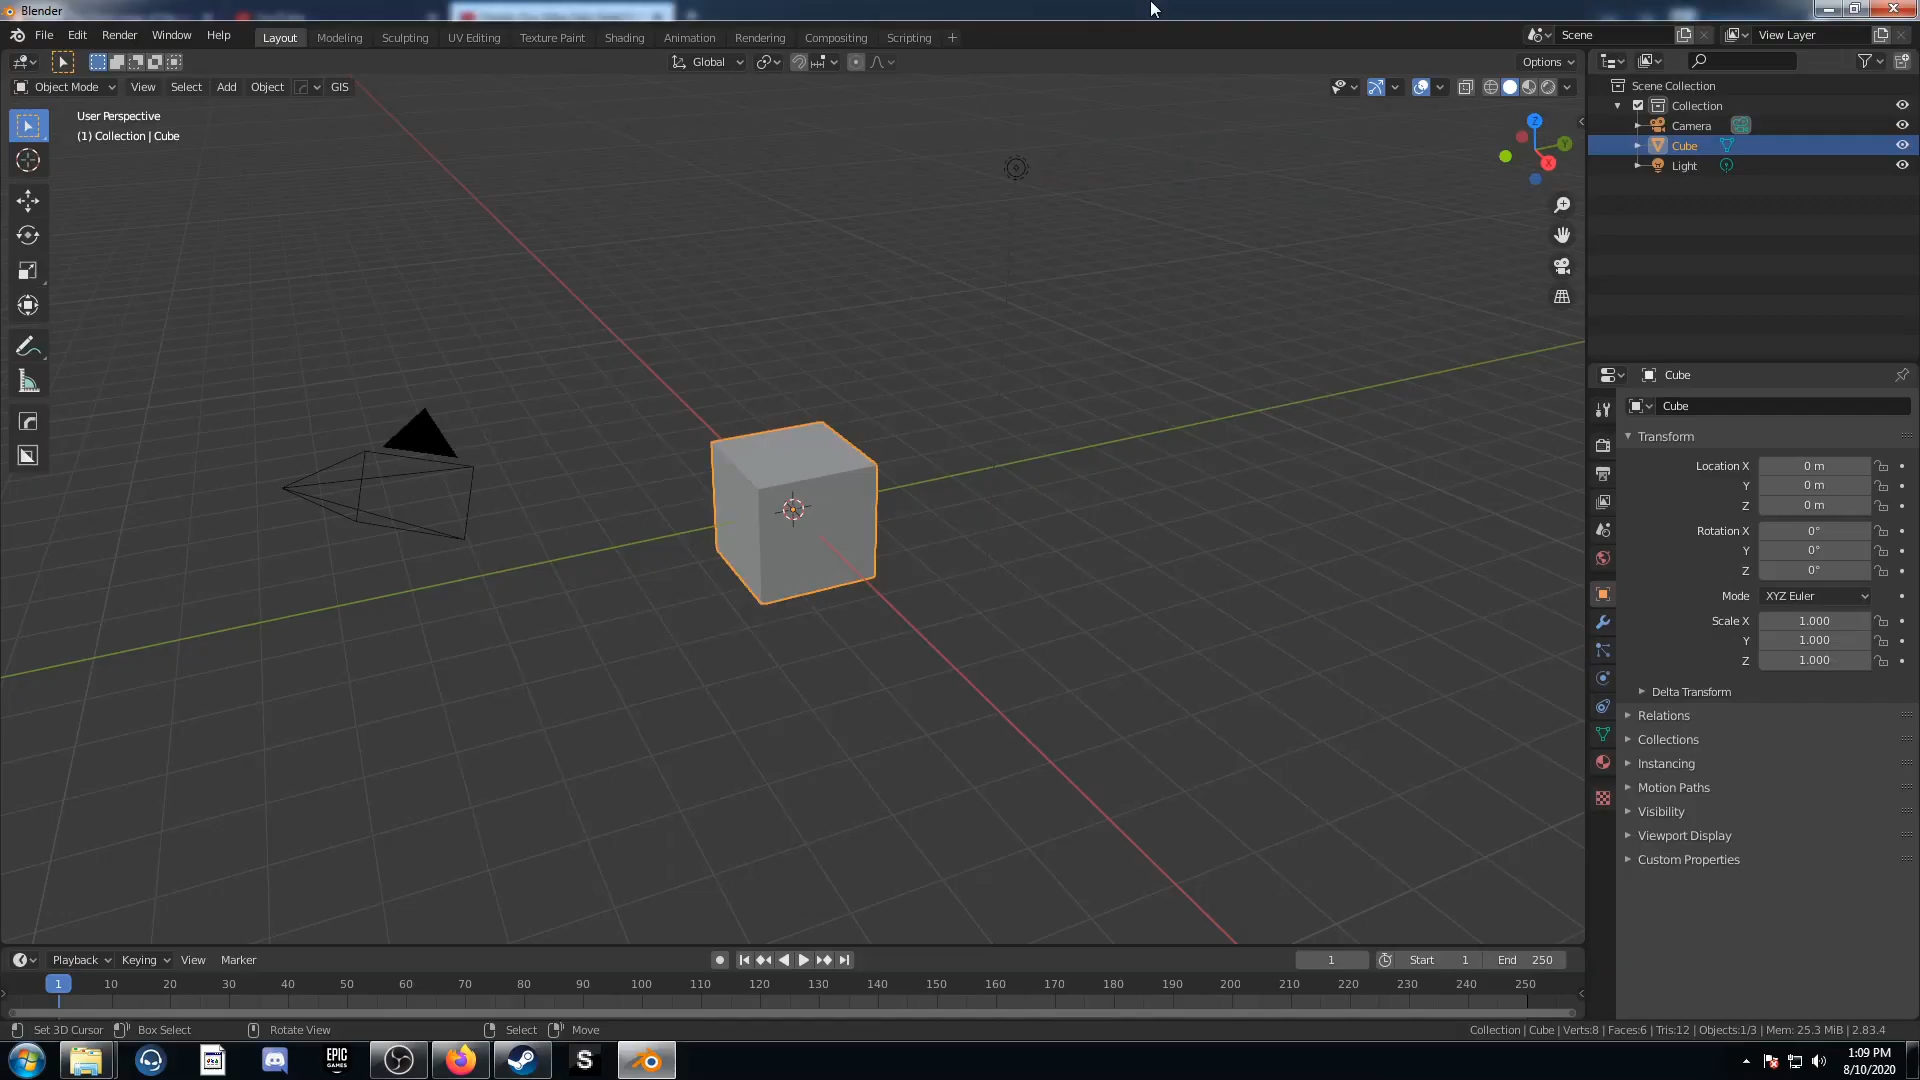 Blender
File Edit Render Window Help Layout Modeling Sculpting UV Editing Texture Paint Shading Animation Rendering Compositing Scripting + Scene View Layer
Global Options
Object Mode View Select Add Object GIS
User Perspective
(1) Collection | Cube
Z
Y
X
Scene Collection
Collection
Camera
Cube
Light
Cube
Cube
Transform
Location X 0 m
Y 0 m
Z 0 m
Rotation X 0°
Y 0°
Z 0°
Mode XYZ Euler
Scale X 1.000
Y 1.000
Z 1.000
Delta Transform
Relations
Collections
Instancing
Motion Paths
Visibility
Viewport Display
Custom Properties
Playback Keying View Marker 1 Start 1 End 250
1 10 20 30 40 50 60 70 80 90 100 110 120 130 140 150 160 170 180 190 200 210 220 230 240 250
Set 3D Cursor Box Select Rotate View Select Move Collection | Cube | Verts:8 | Faces:6 | Tris:12 | Objects:1/3 | Mem: 25.3 MiB | 2.83.4
EPIC
GAMES
S
1:09 PM
8/10/2020